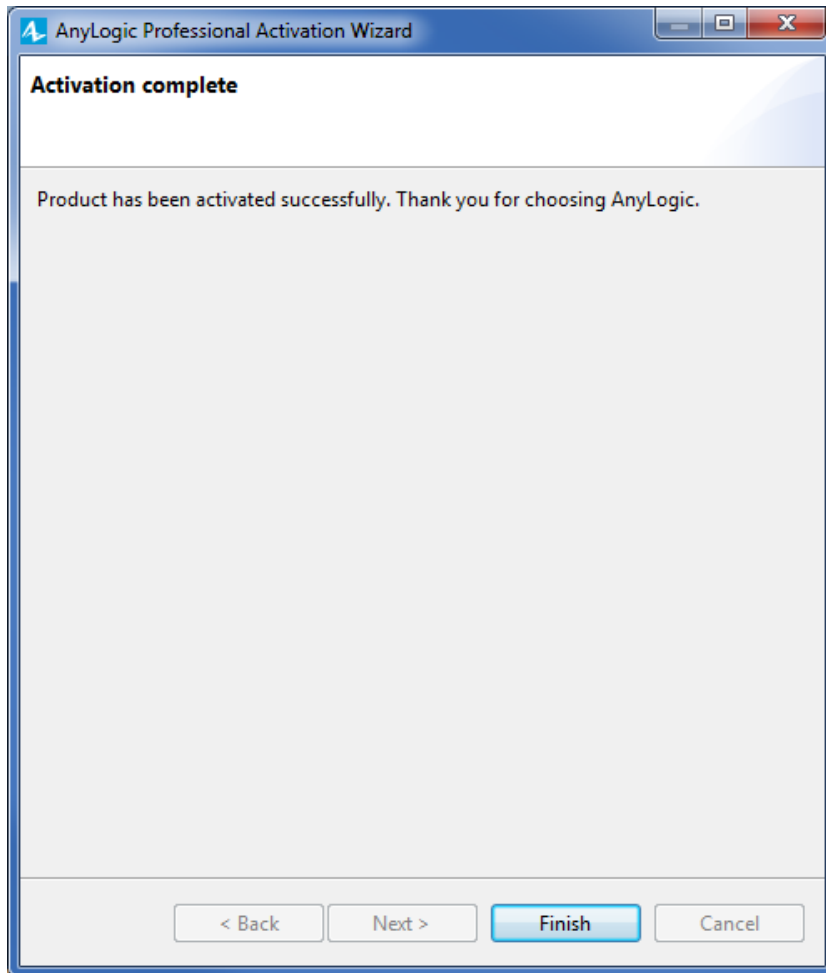 AnyLogic Professional Activation Wizard
Activation complete
Product has been activated successfully. Thank you for choosing AnyLogic.
< Back Next > Finish Cancel